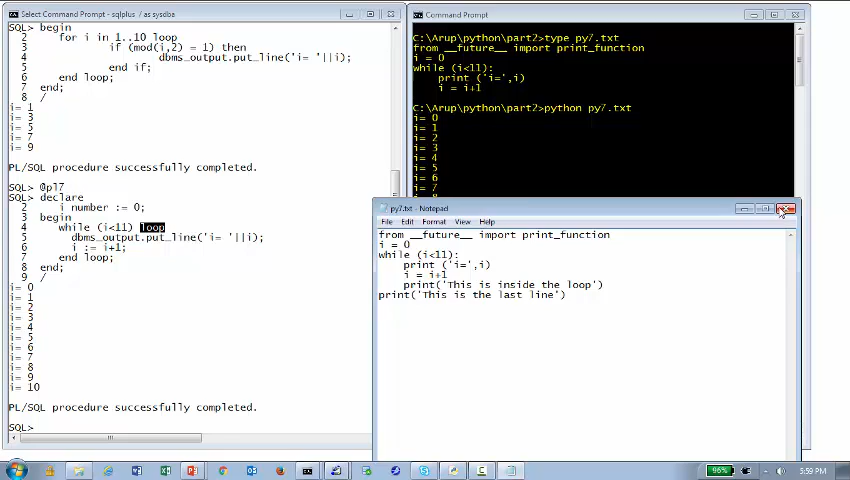 Select Command Prompt - sqlplus / as sysdba
SQL> begin
2 for i in 1..10 loop
3 if (mod(i,2) = 1) then
4 dbms_output.put_line('i= '||i);
5 end if;
6 end loop;
7 end;
8 /
i= 1
i= 3
i= 5
i= 7
i= 9
PL/SQL procedure successfully completed.
SQL> @pl7
SQL> declare
2 i number := 0;
3 begin
4 while (i<11) loop
5 dbms_output.put_line('i= '||i);
6 i := i+1;
7 end loop;
8 end;
9 /
i= 0
i= 1
i= 2
i= 3
i= 4
i= 5
i= 6
i= 7
i= 8
i= 9
i= 10
PL/SQL procedure successfully completed.
SQL>
Command Prompt
C:\Arup\python\part2>type py7.txt
from __future__ import print_function
i = 0
while (i<11):
print ('i=',i)
i = i+1
C:\Arup\python\part2>python py7.txt
i= 0
i= 1
i= 2
i= 3
i= 4
i= 5
i= 6
i= 7
i= 8
py7.txt - Notepad
File Edit Format View Help
from __future__ import print_function
i = 0
while (i<11):
print ('i=',i)
i = i+1
print('This is inside the loop')
print('This is the last line')
96%
5:59 PM